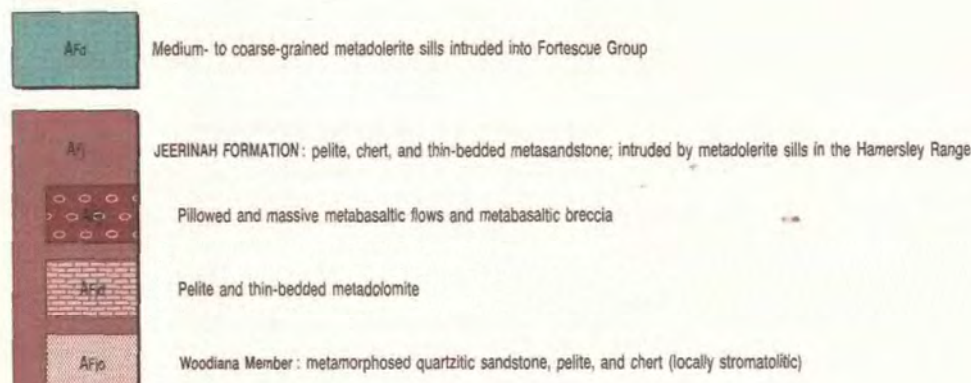 AFd Medium- to coarse-grained metadolerite sills intruded into Fortescue Group
AFj JEERINAH FORMATION : pelite, chert, and thin-bedded metasandstone; intruded by metadolerite sills in the Hamersley Range
Pillowed and massive metabasaltic flows and metabasaltic breccia
AFjd Pelite and thin-bedded metadolomite
AFjo Woodiana Member : metamorphosed quartzitic sandstone, pelite, and chert (locally stromatolitic)